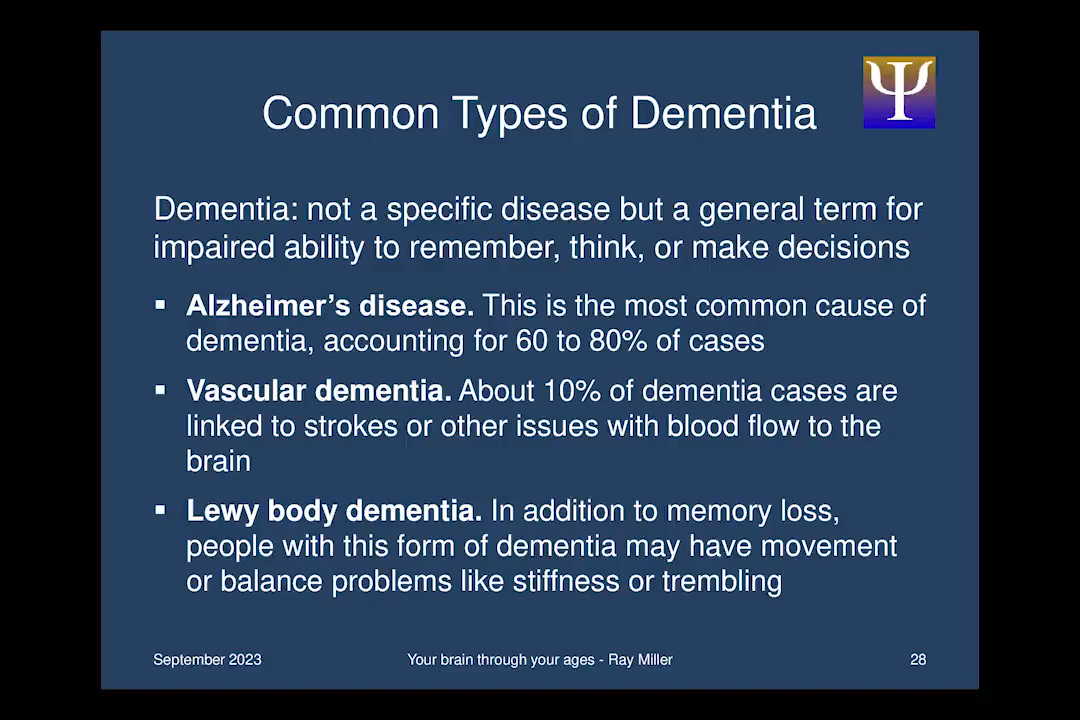 Common Types of Dementia
Ψ
Dementia: not a specific disease but a general term for
impaired ability to remember, think, or make decisions
▪ Alzheimer’s disease. This is the most common cause of
dementia, accounting for 60 to 80% of cases
▪ Vascular dementia. About 10% of dementia cases are
linked to strokes or other issues with blood flow to the
brain
▪ Lewy body dementia. In addition to memory loss,
people with this form of dementia may have movement
or balance problems like stiffness or trembling
September 2023 Your brain through your ages - Ray Miller 28